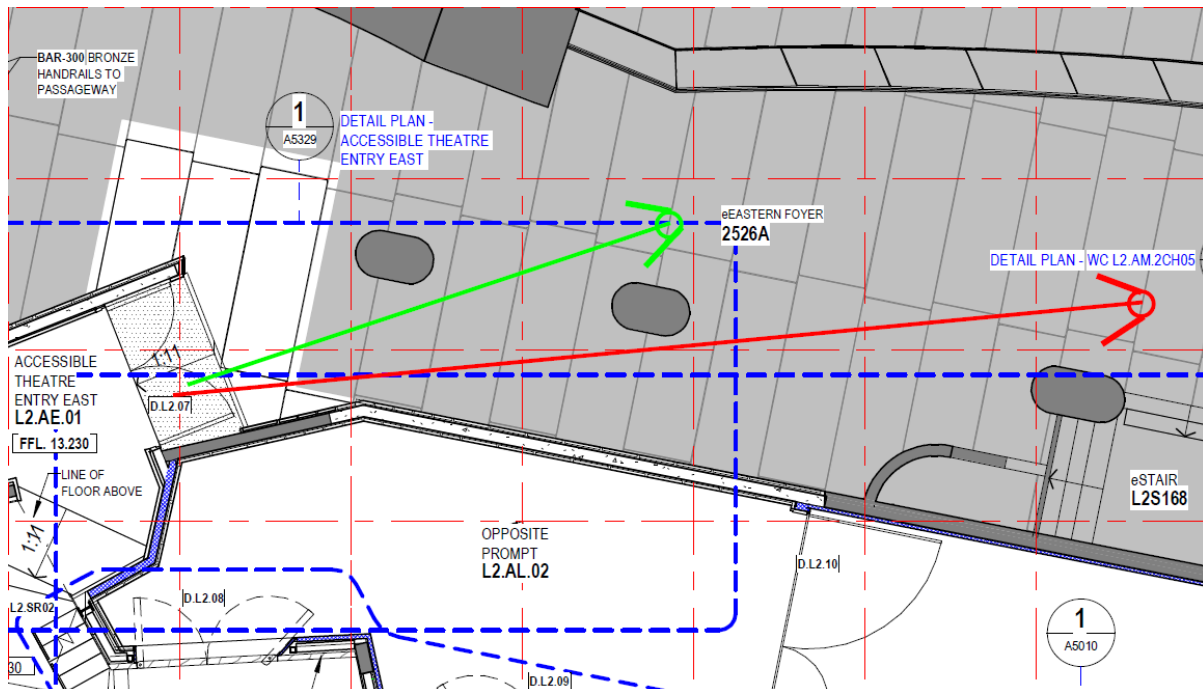 BAR-300 BRONZE
HANDRAILS TO
PASSAGEWAY
1
A5329
DETAIL PLAN -
ACCESSIBLE THEATRE
ENTRY EAST
eEASTERN FOYER
2526A
DETAIL PLAN - WC L2.AM.2CH05
1:11
ACCESSIBLE
THEATRE
ENTRY EAST
L2.AE.01
FFL. 13.230
D.L2.07
LINE OF
FLOOR ABOVE
1:11
eSTAIR
L2S168
OPPOSITE
PROMPT
L2.AL.02
D.L2.10
D.L2.08
L2.SR02
1
A5010
30
D.L2.09